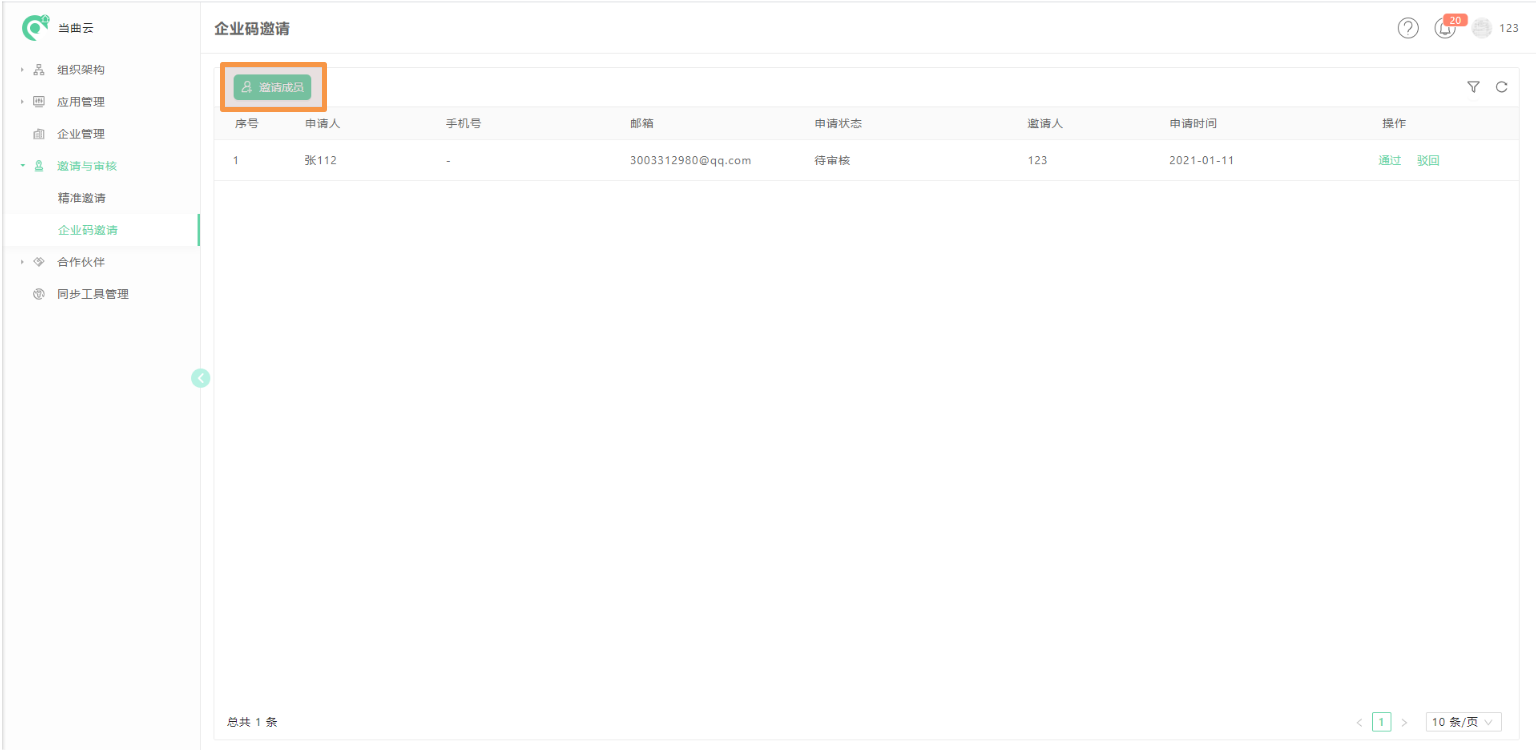 当曲云
企业码邀请
20
123
组织架构
应用管理
企业管理
邀请与审核
精准邀请
企业码邀请
合作伙伴
同步工具管理
邀请成员
序号 申请人 手机号 邮箱 申请状态 邀请人 申请时间 操作
1 张112 - 3003312980@qq.com 待审核 123 2021-01-11 通过 驳回
总共 1 条
1
10 条/页